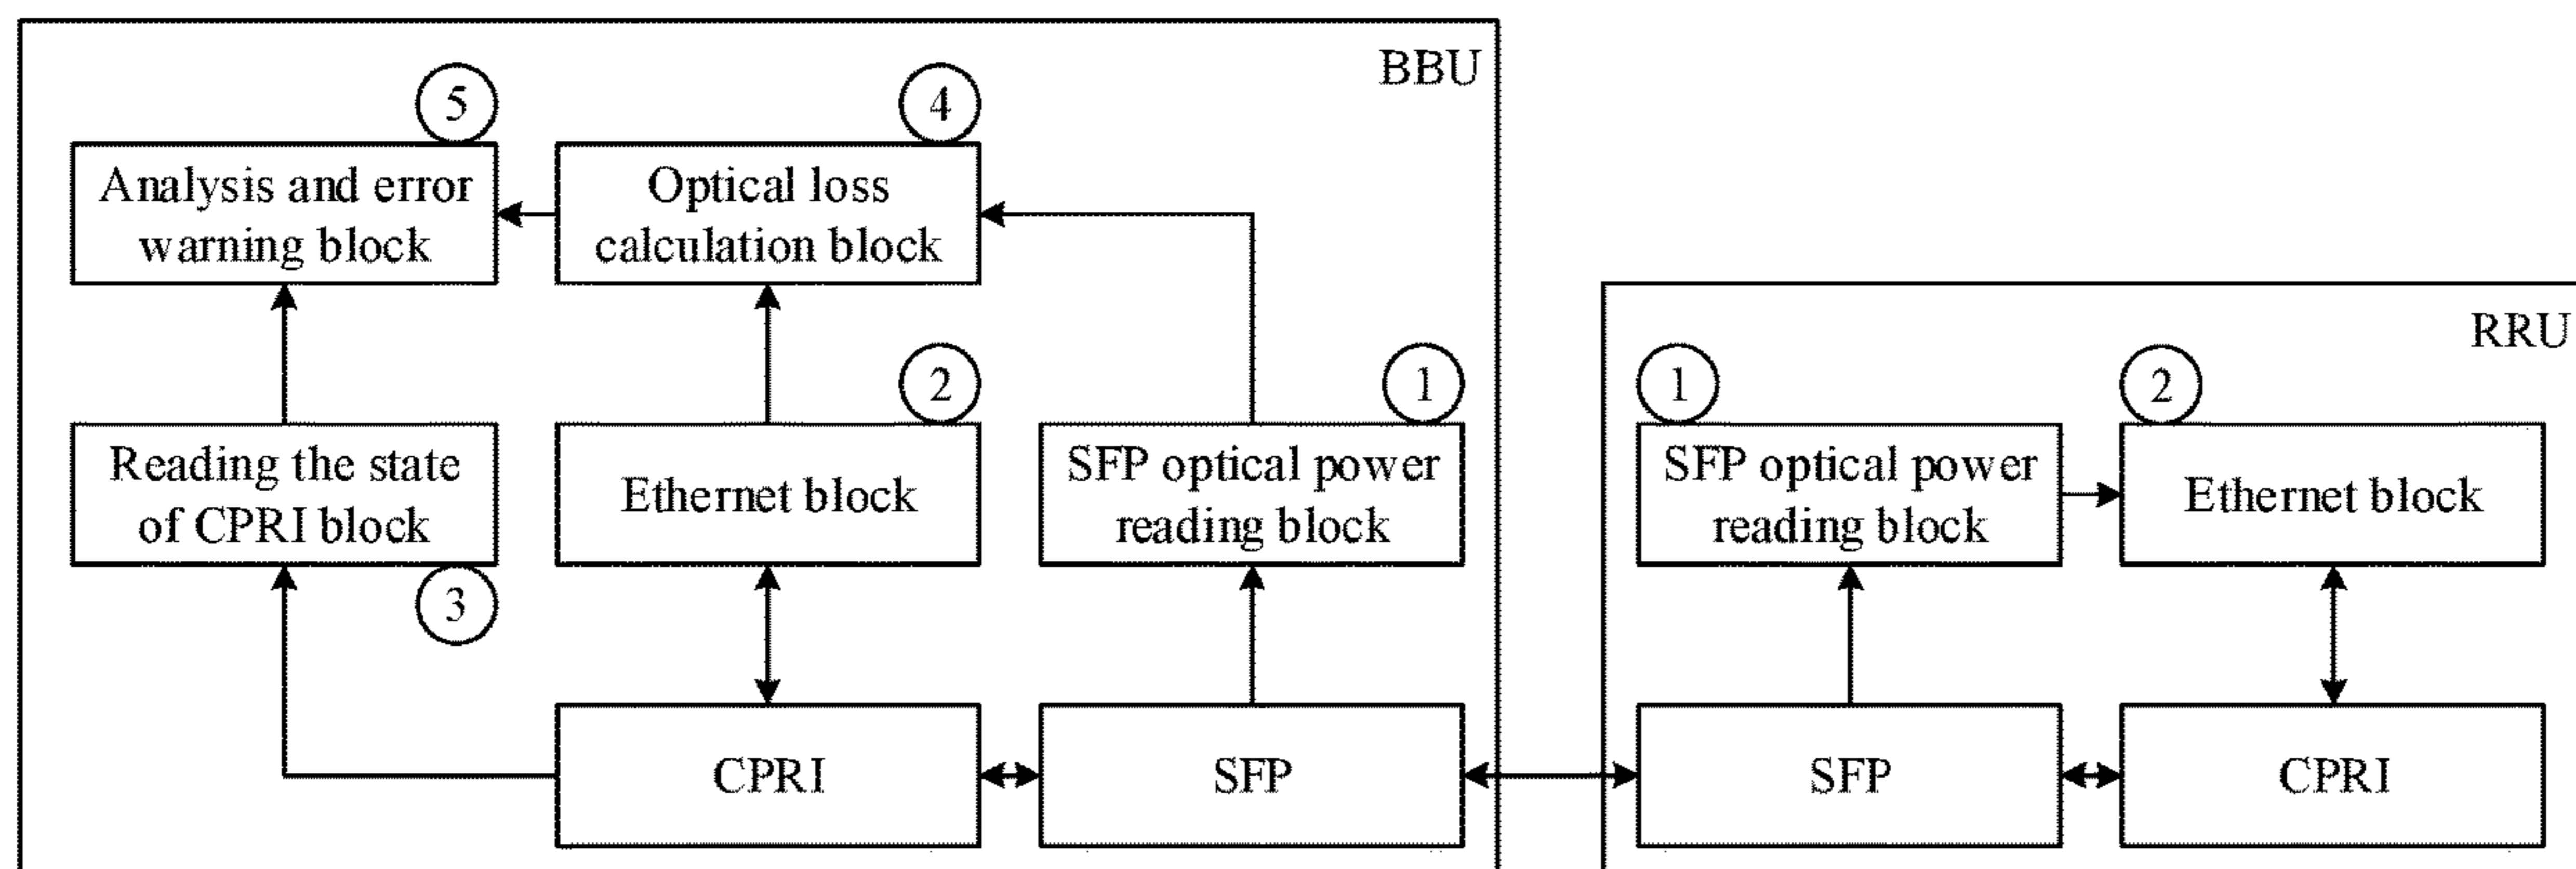 BBU
5
4
Analysis and error
warning block
Optical loss
calculation block
RRU
2
1
1
2
Reading the state
of CPRI block
Ethernet block
SFP optical power
reading block
SFP optical power
reading block
Ethernet block
3
CPRI
SFP
SFP
CPRI